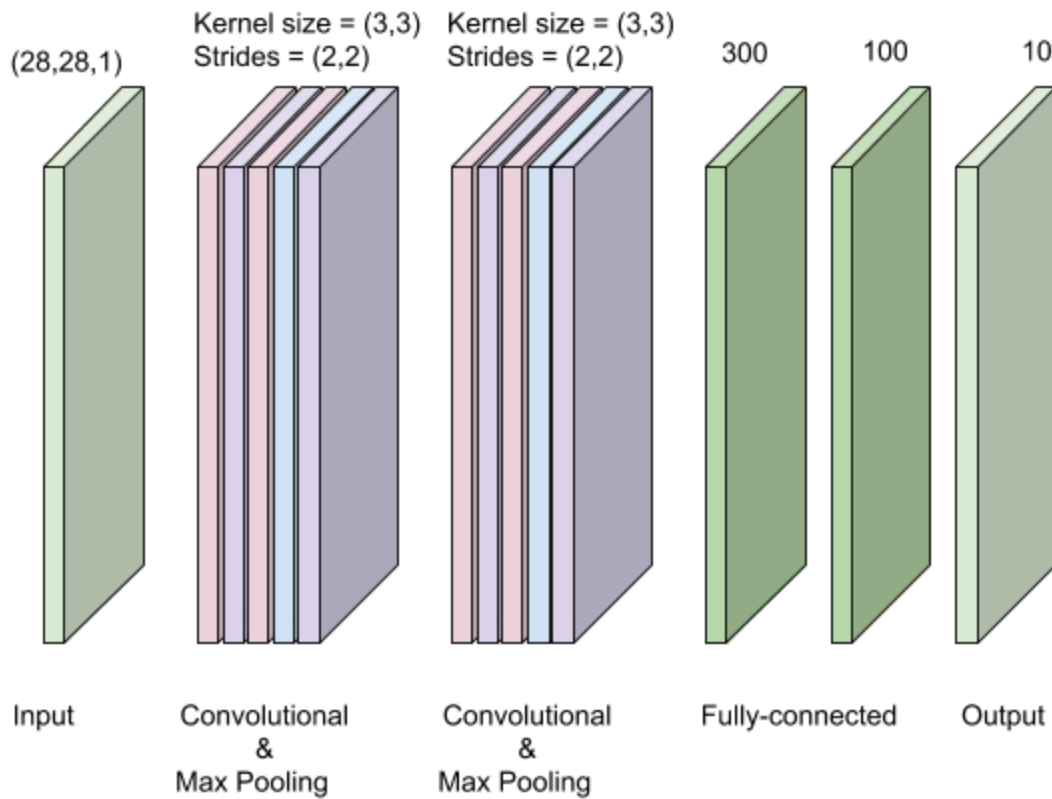 (28,28,1)
Kernel size = (3,3)
Strides = (2,2)
Kernel size = (3,3)
Strides = (2,2)
300
100
10
Input
Convolutional
&
Max Pooling
Convolutional
&
Max Pooling
Fully-connected
Output